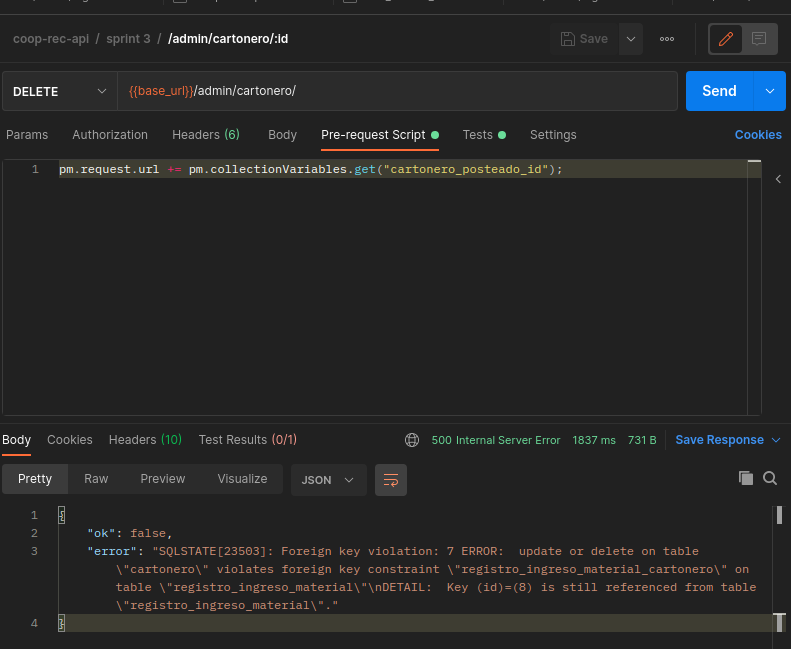 coop-rec-api / sprint 3 / /admin/cartonero/:id
Save
DELETE
{{base_url}}/admin/cartonero/
Send
Params Authorization Headers (6) Body Pre-request Script Tests Settings Cookies
1 pm.request.url += pm.collectionVariables.get("cartonero_posteado_id");
Body Cookies Headers (10) Test Results (0/1) 500 Internal Server Error 1837 ms 731 B Save Response
Pretty Raw Preview Visualize JSON
1 {
2 "ok": false,
3 "error": "SQLSTATE[23503]: Foreign key violation: 7 ERROR:  update or delete on table
\"cartonero\" violates foreign key constraint \"registro_ingreso_material_cartonero\" on
table \"registro_ingreso_material\"\nDETAIL:  Key (id)=(8) is still referenced from table
\"registro_ingreso_material\"."
4 }